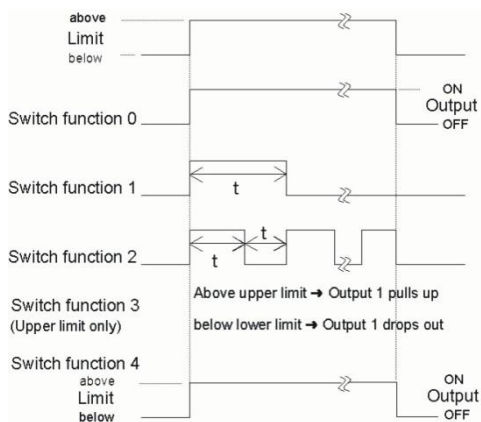 above
Limit
below
ON
Output
OFF
Switch function 0
Switch function 1
t
Switch function 2
t
t
Switch function 3
(Upper limit only)
Above upper limit → Output 1 pulls up
below lower limit → Output 1 drops out
Switch function 4
above
Limit
below
ON
Output
OFF